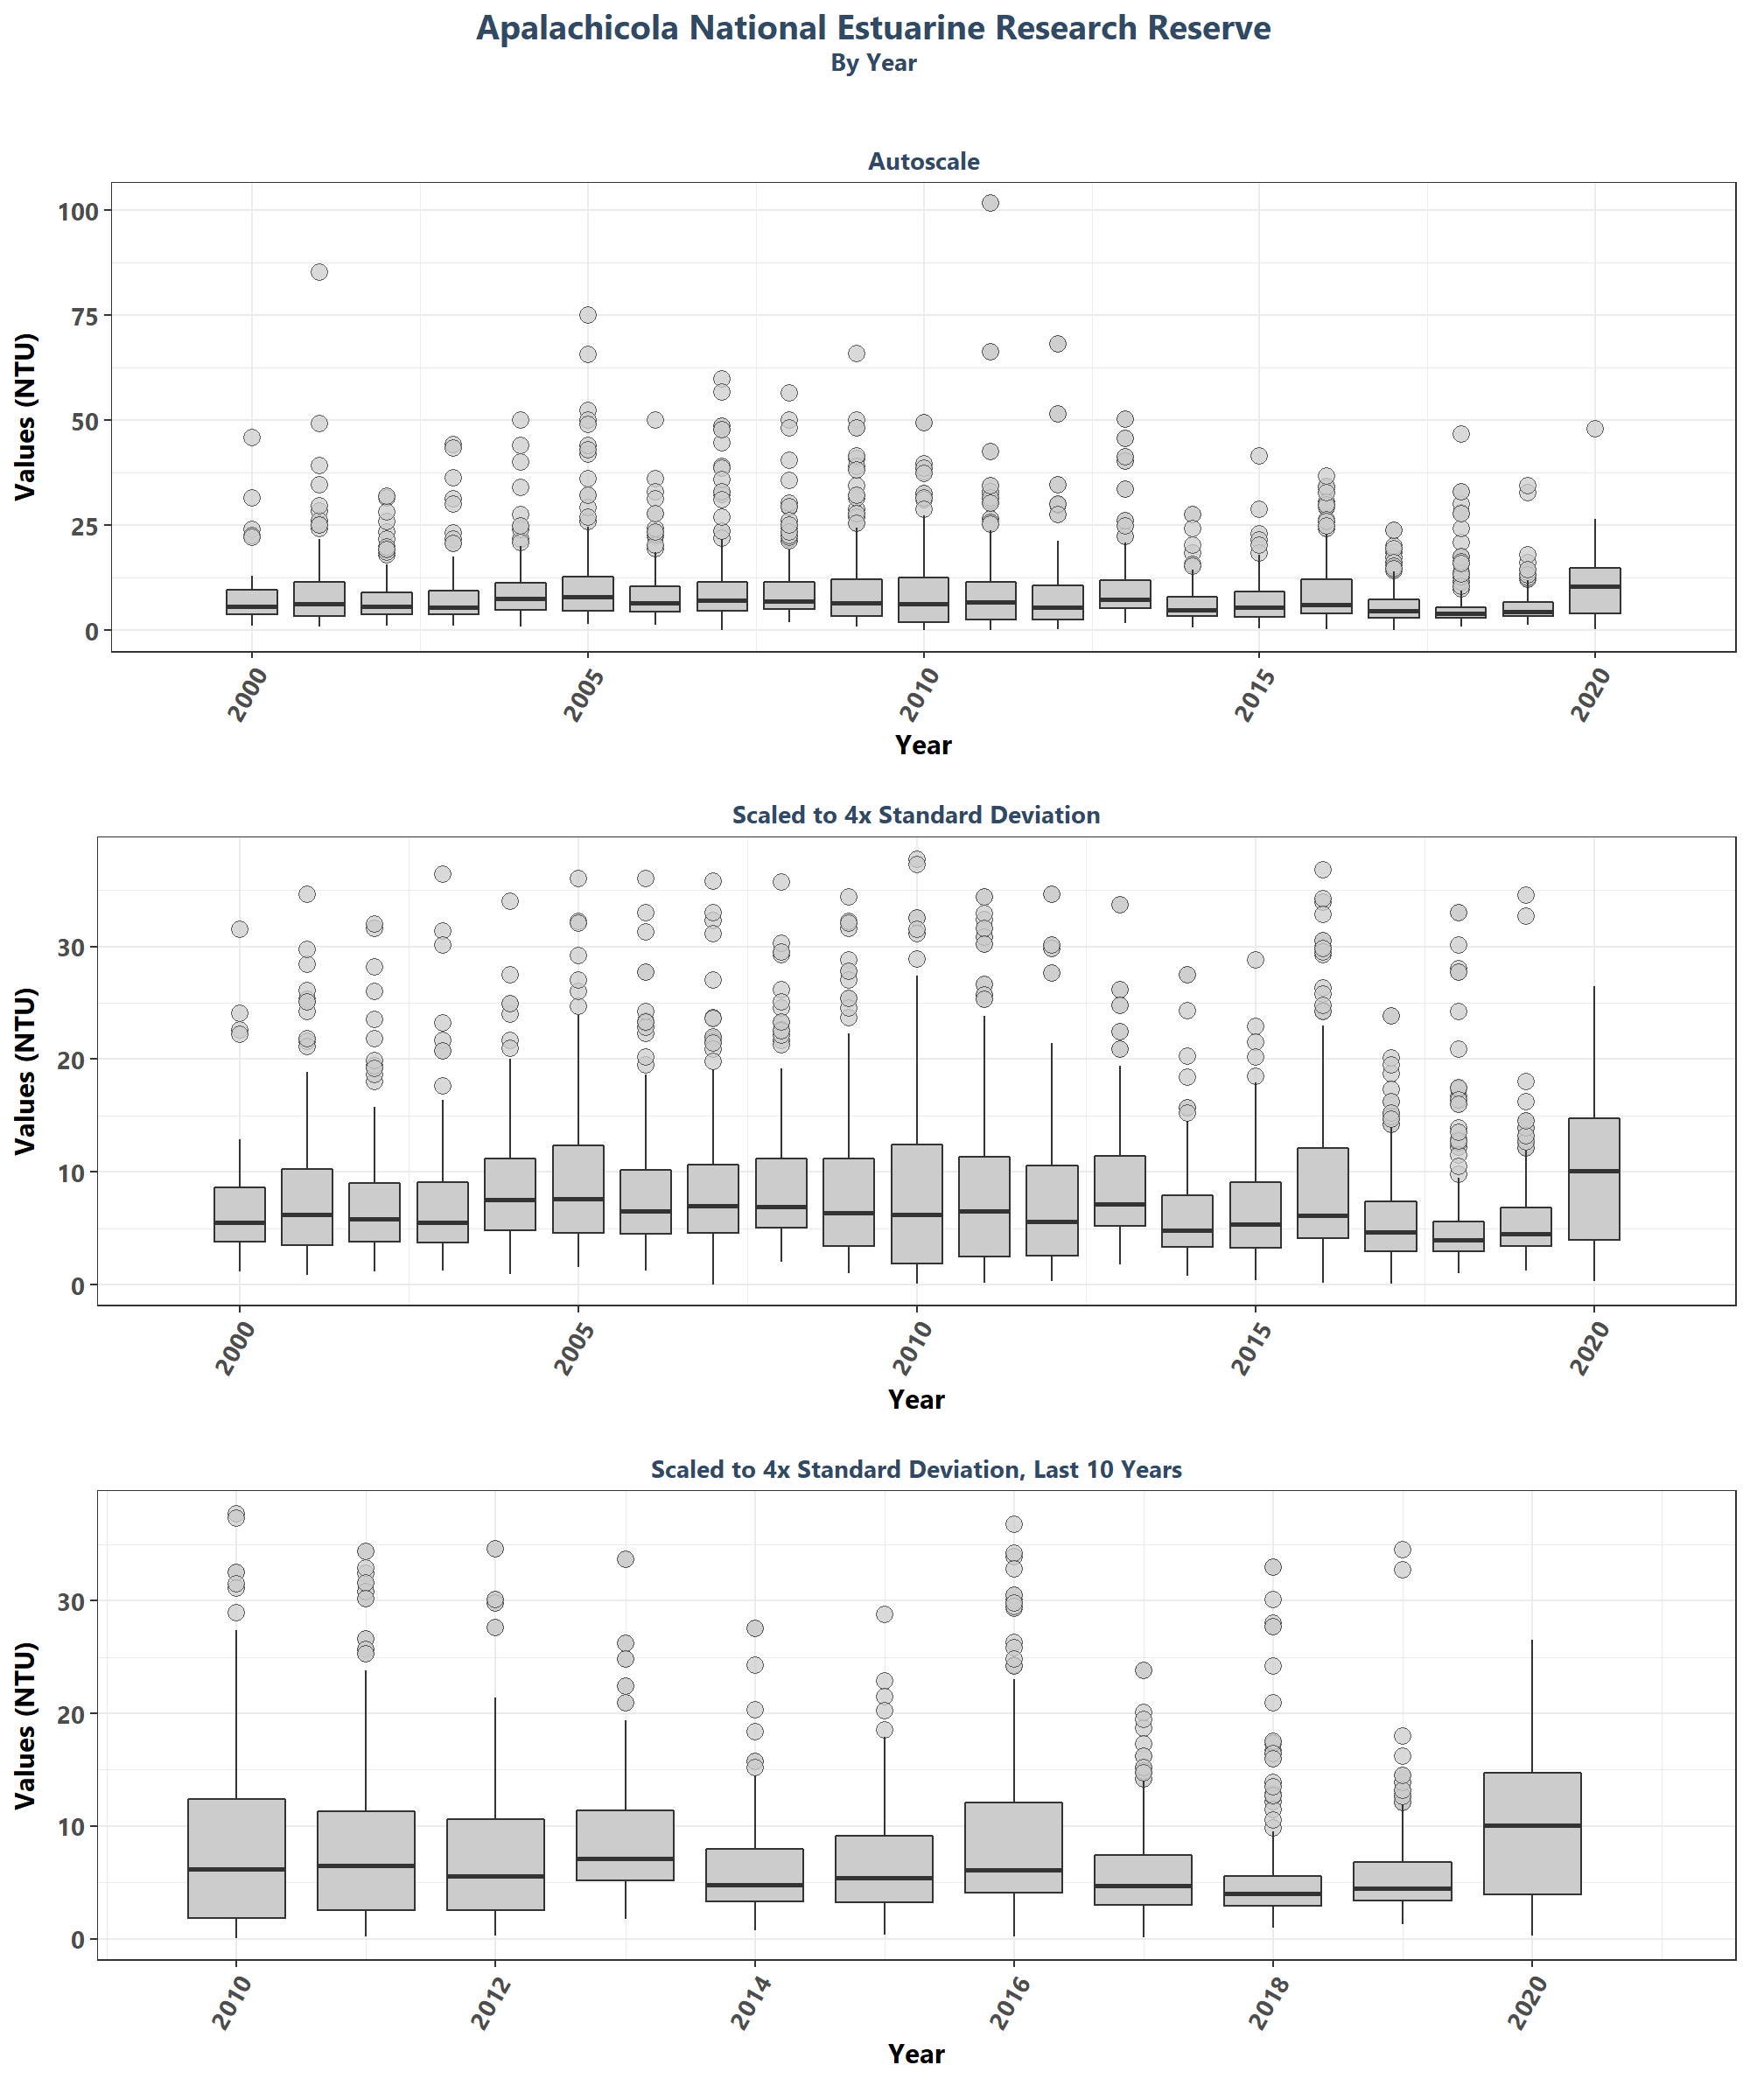 Apalachicola National Estuarine Research Reserve
By Year
Autoscale
Values (NTU)
100
75
50
25
0
2000
2005
2010
2015
2020
Year
Scaled to 4x Standard Deviation
Values (NTU)
30
20
10
0
2000
2005
2010
2015
2020
Year
Scaled to 4x Standard Deviation, Last 10 Years
Values (NTU)
30
20
10
0
2010
2012
2014
2016
2018
2020
Year